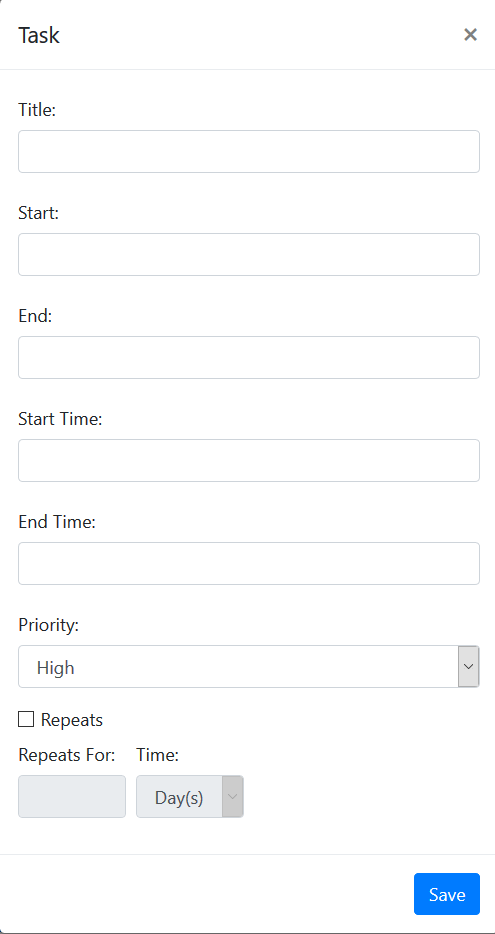 Task ×
Title:
Start:
End:
Start Time:
End Time:
Priority:
High
Repeats
Repeats For: Time:
Day(s)
Save